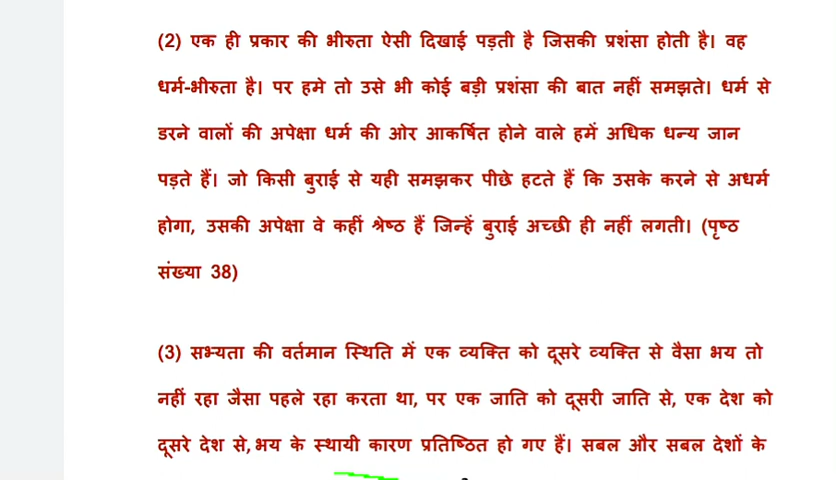 (2) एक ही प्रकार की भीरुता ऐसी दिखाई पड़ती है जिसकी प्रशंसा होती है। वह
धर्म-भीरुता है। पर हमे तो उसे भी कोई बड़ी प्रशंसा की बात नहीं समझते। धर्म से
डरने वालों की अपेक्षा धर्म की ओर आकर्षित होने वाले हमें अधिक धन्य जान
पड़ते हैं। जो किसी बुराई से यही समझकर पीछे हटते हैं कि उसके करने से अधर्म
होगा, उसकी अपेक्षा वे कहीं श्रेष्ठ हैं जिन्हें बुराई अच्छी ही नहीं लगती। (पृष्ठ
संख्या 38)
(3) सभ्यता की वर्तमान स्थिति में एक व्यक्ति को दूसरे व्यक्ति से वैसा भय तो
नहीं रहा जैसा पहले रहा करता था, पर एक जाति को दूसरी जाति से, एक देश को
दूसरे देश से, भय के स्थायी कारण प्रतिष्ठित हो गए हैं। सबल और सबल देशों के